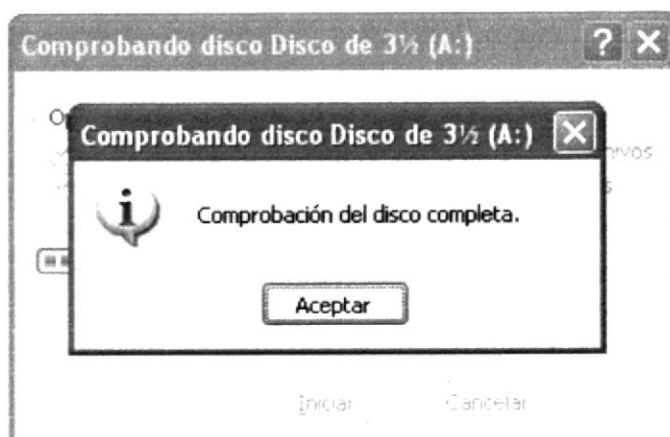 Comprobando disco Disco de 3½ (A:)
Comprobando disco Disco de 3½ (A:)
Comprobación del disco completa.
Aceptar
Iniciar Cancelar